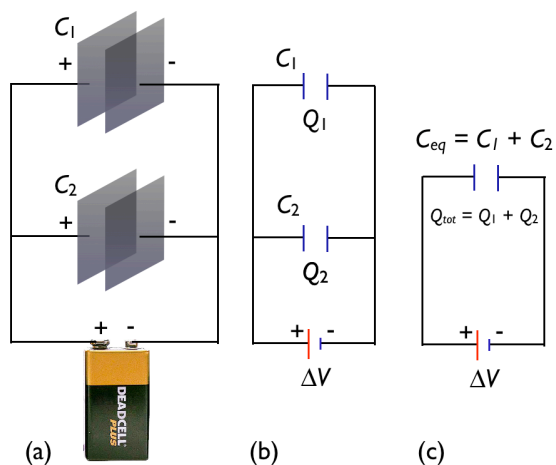 C1
+ -
C2
+ -
+ -
DEADCELL
PLUS
(a)
C1
Q1
C2
Q2
+ -
ΔV
(b)
Ceq = C1 + C2
Qtot = Q1 + Q2
+ -
ΔV
(c)